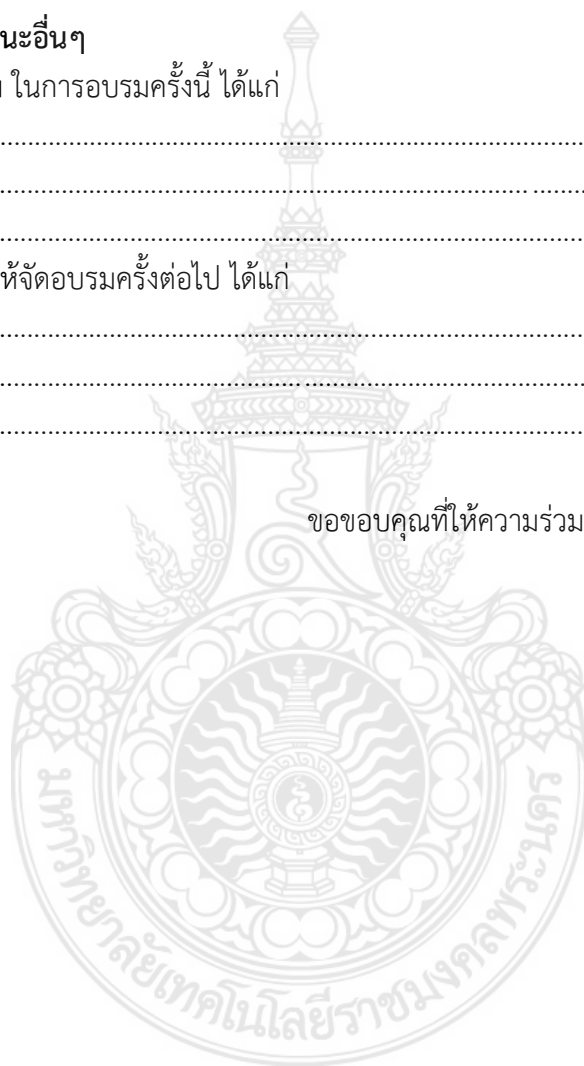 นะอื่นๆ
ในการอบรมครั้งนี้ ได้แก่
................................................................................
................................................................................ ........
................................................................................
ห้จัดอบรมครั้งต่อไป ได้แก่
................................................................................
................................................................................
................................................................................
ขอขอบคุณที่ให้ความร่วม
มหาวิทยาลัยเทคโนโลยีราชมงคลพระนคร